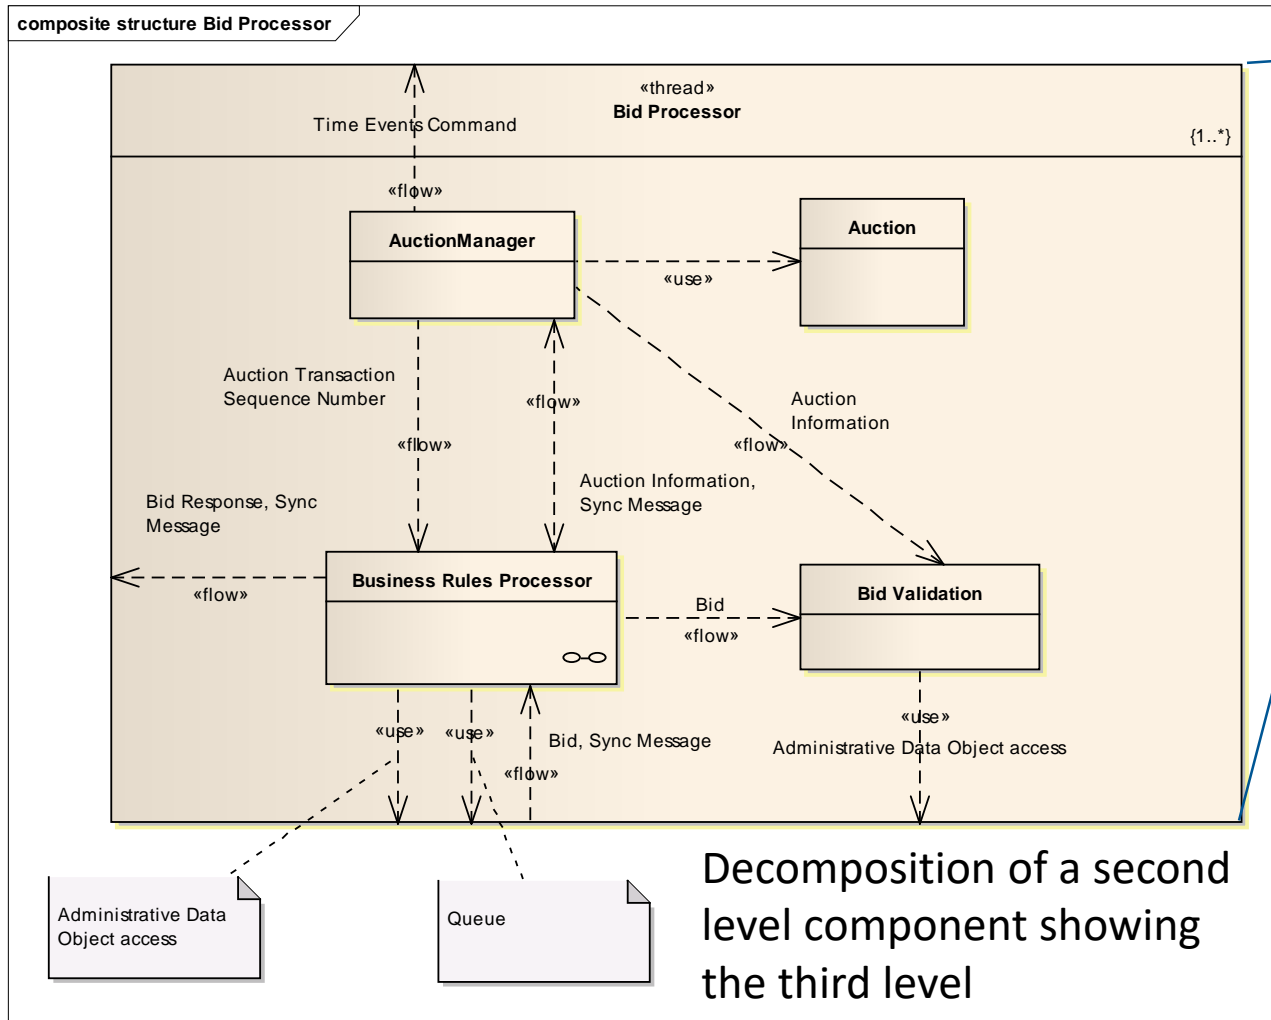 composite structure Bid Processor
«thread»
Bid Processor
{1..*}
Time Events Command
«flow»
AuctionManager
Auction
«use»
Auction Transaction
Sequence Number
«flow»
«flow»
Auction
Information
«flow»
Auction Information,
Sync Message
Bid Response, Sync
Message
«flow»
Business Rules Processor
Bid
«flow»
Bid Validation
«use»
«use»
Bid, Sync Message
«flow»
«use»
Administrative Data Object access
Administrative Data
Object access
Queue
Decomposition of a second
level component showing
the third level